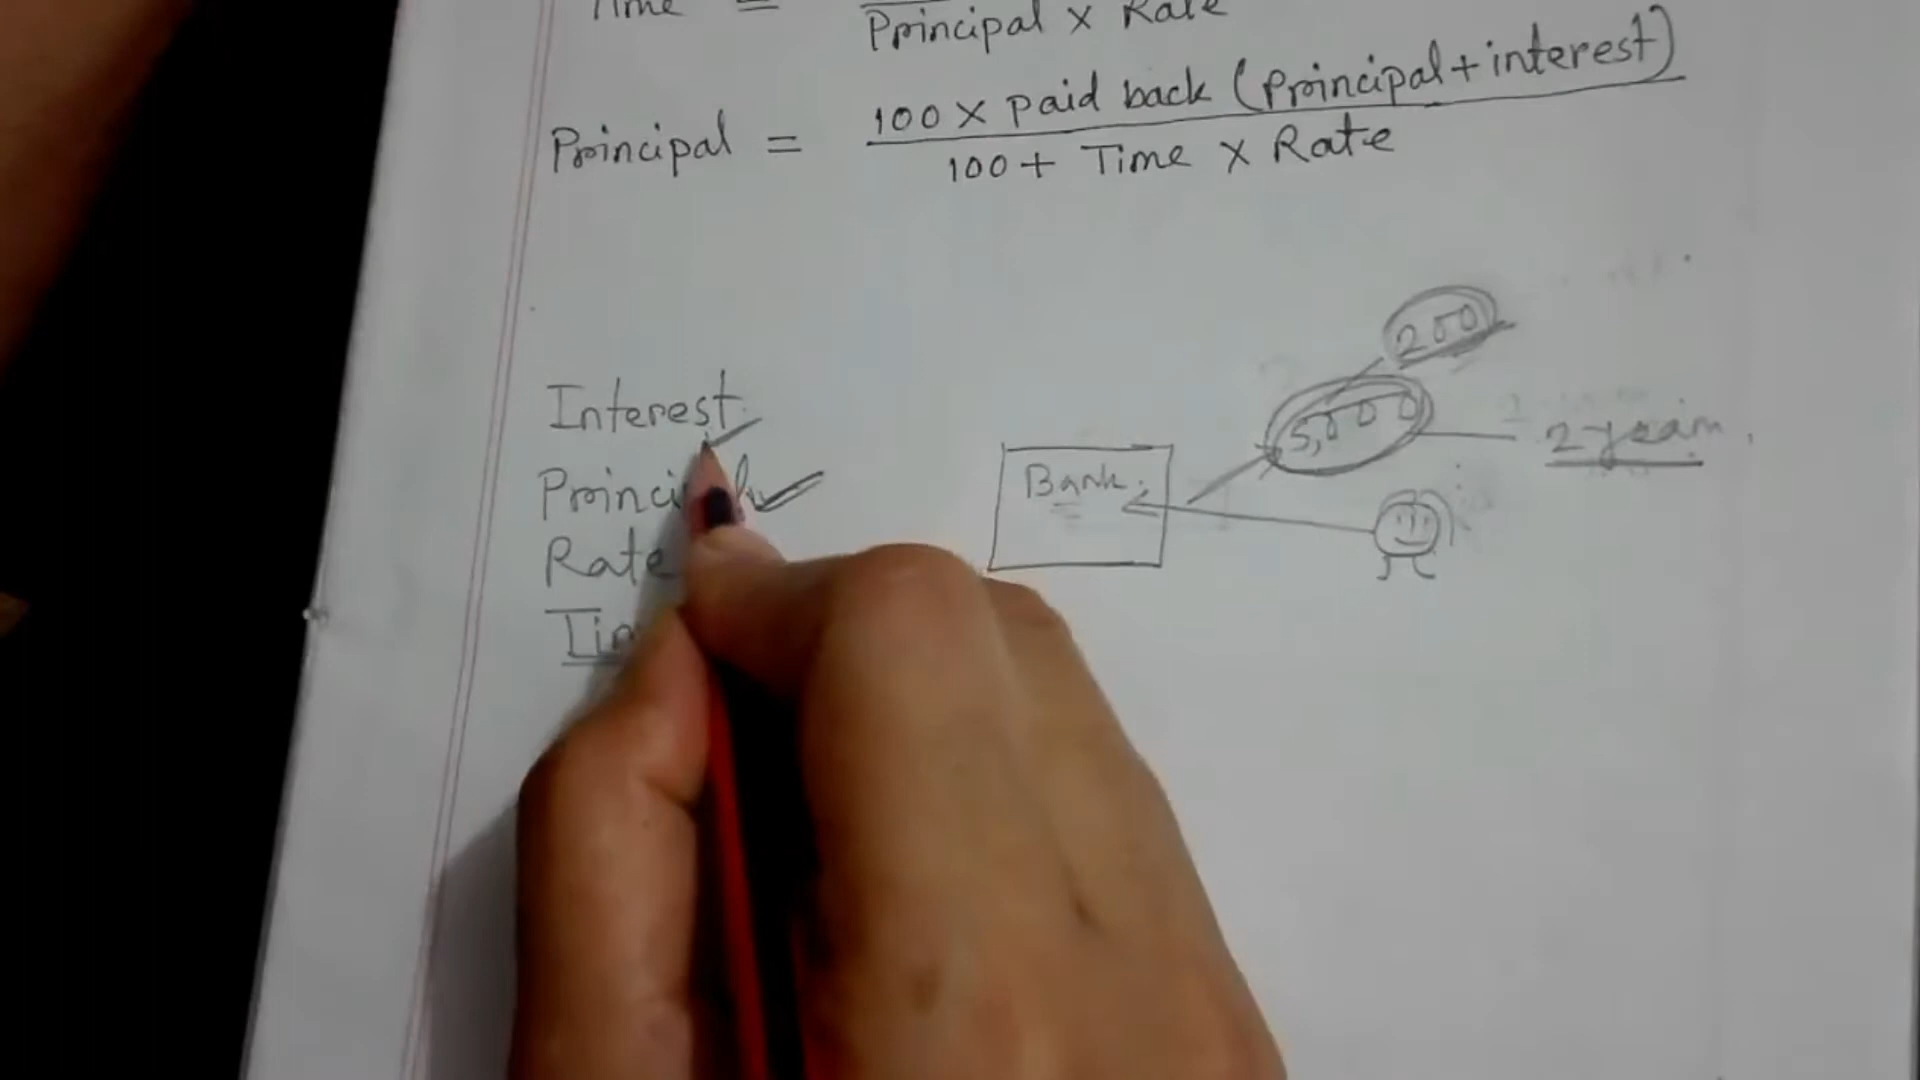 Time =
Principal x Rate
Principal = 100 x paid back (principal+interest)
100 + Time x Rate
200
Interest
5,000
2 years
Bank.
Rate